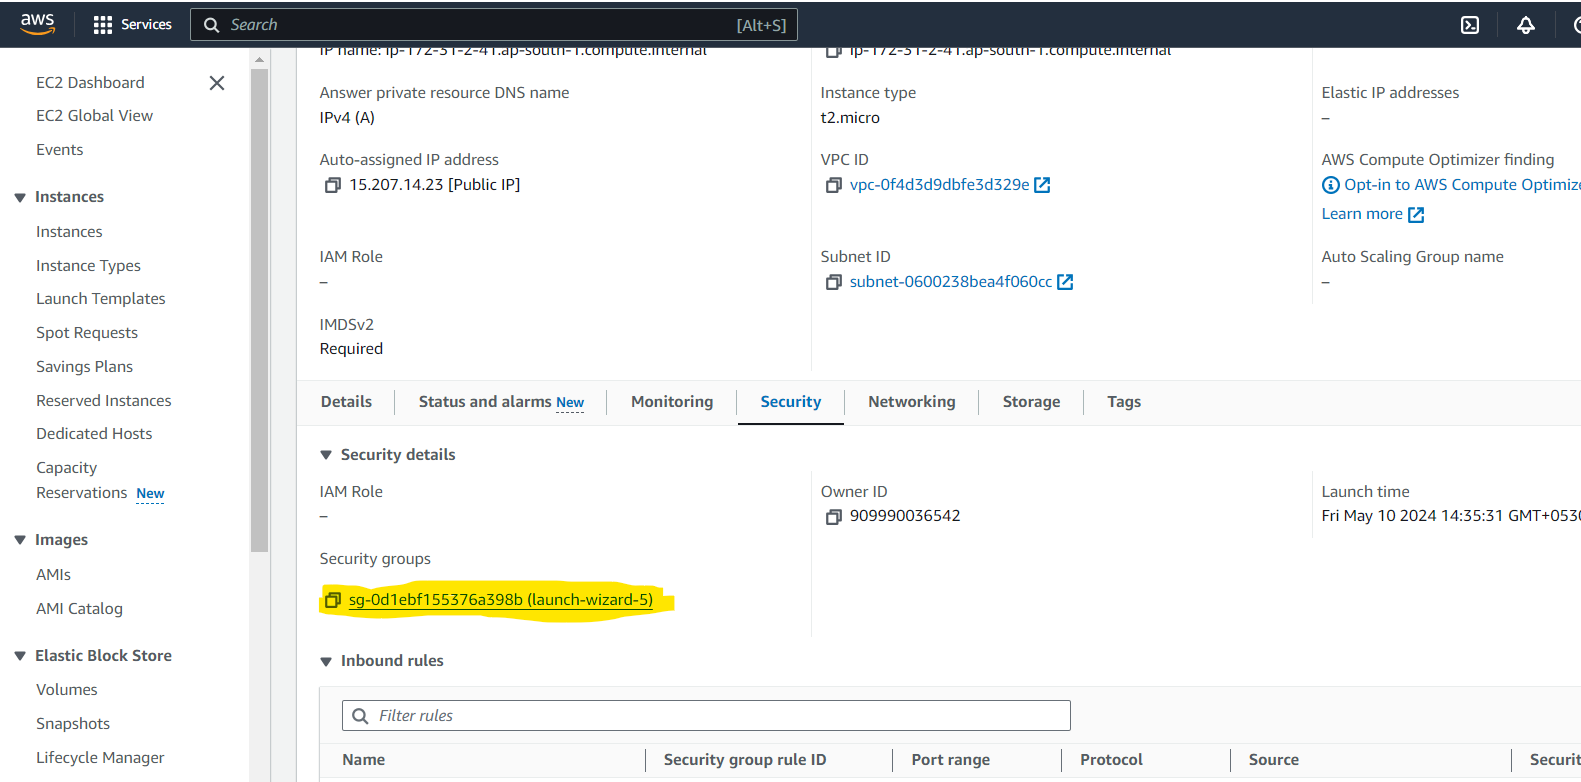 aws
Services
Search
[Alt+S]
EC2 Dashboard
EC2 Global View
Events
Instances
Instances
Instance Types
Launch Templates
Spot Requests
Savings Plans
Reserved Instances
Dedicated Hosts
Capacity
Reservations New
Images
AMIs
AMI Catalog
Elastic Block Store
Volumes
Snapshots
Lifecycle Manager
IP name: ip-172-31-2-41.ap-south-1.compute.internal
ip-172-31-2-41.ap-south-1.compute.internal
Answer private resource DNS name
IPv4 (A)
Instance type
t2.micro
Elastic IP addresses
–
Auto-assigned IP address
15.207.14.23 [Public IP]
VPC ID
vpc-0f4d3d9dbfe3d329e
AWS Compute Optimizer finding
Opt-in to AWS Compute Optimize
Learn more
IAM Role
–
Subnet ID
subnet-0600238bea4f060cc
Auto Scaling Group name
–
IMDSv2
Required
Details
Status and alarms New
Monitoring
Security
Networking
Storage
Tags
Security details
IAM Role
–
Owner ID
909990036542
Launch time
Fri May 10 2024 14:35:31 GMT+053
Security groups
sg-0d1ebf155376a398b (launch-wizard-5)
Inbound rules
Filter rules
Name
Security group rule ID
Port range
Protocol
Source
Securit